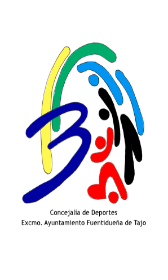 Concejalía de Deportes
Excmo. Ayuntamiento Fuentidueña de Tajo